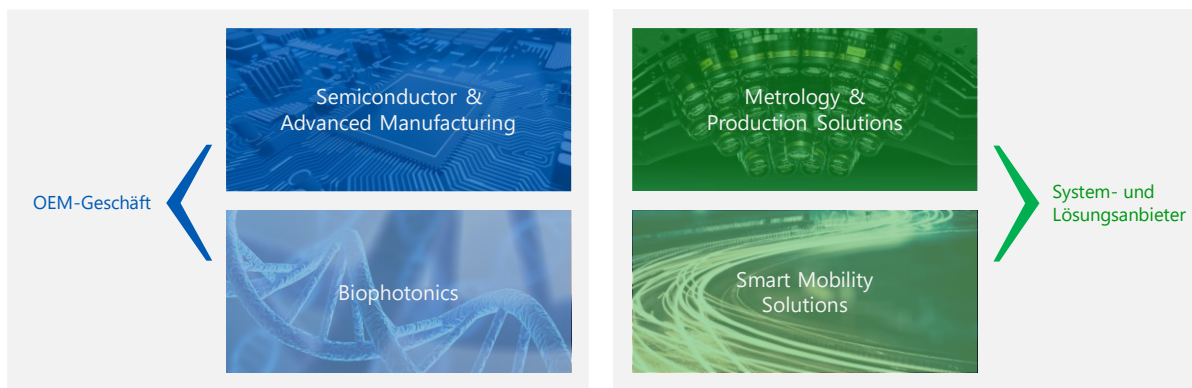 Semiconductor &
Advanced Manufacturing
OEM-Geschäft
Biophotonics
Metrology &
Production Solutions
System- und
Lösungsanbieter
Smart Mobility
Solutions